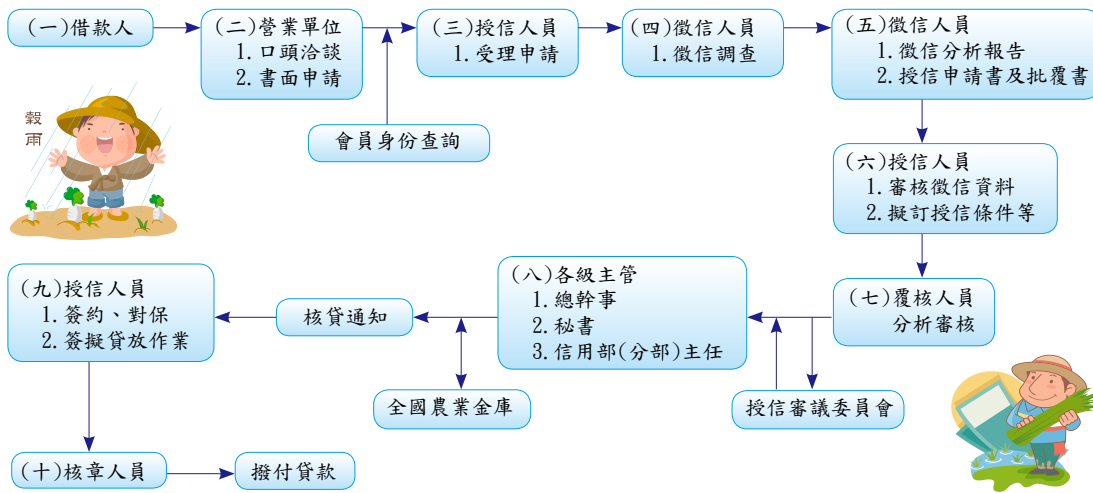 (一)借款人
(二)營業單位
1.口頭洽談
2.書面申請
會員身份查詢
(三)授信人員
1.受理申請
(四)徵信人員
1.徵信調查
(五)徵信人員
1.徵信分析報告
2.授信申請書及批覆書
穀
雨
(六)授信人員
1.審核徵信資料
2.擬訂授信條件等
(七)覆核人員
分析審核
授信審議委員會
(八)各級主管
1.總幹事
2.秘書
3.信用部(分部)主任
全國農業金庫
核貸通知
(九)授信人員
1.簽約、對保
2.簽擬貸放作業
(十)核章人員
撥付貸款